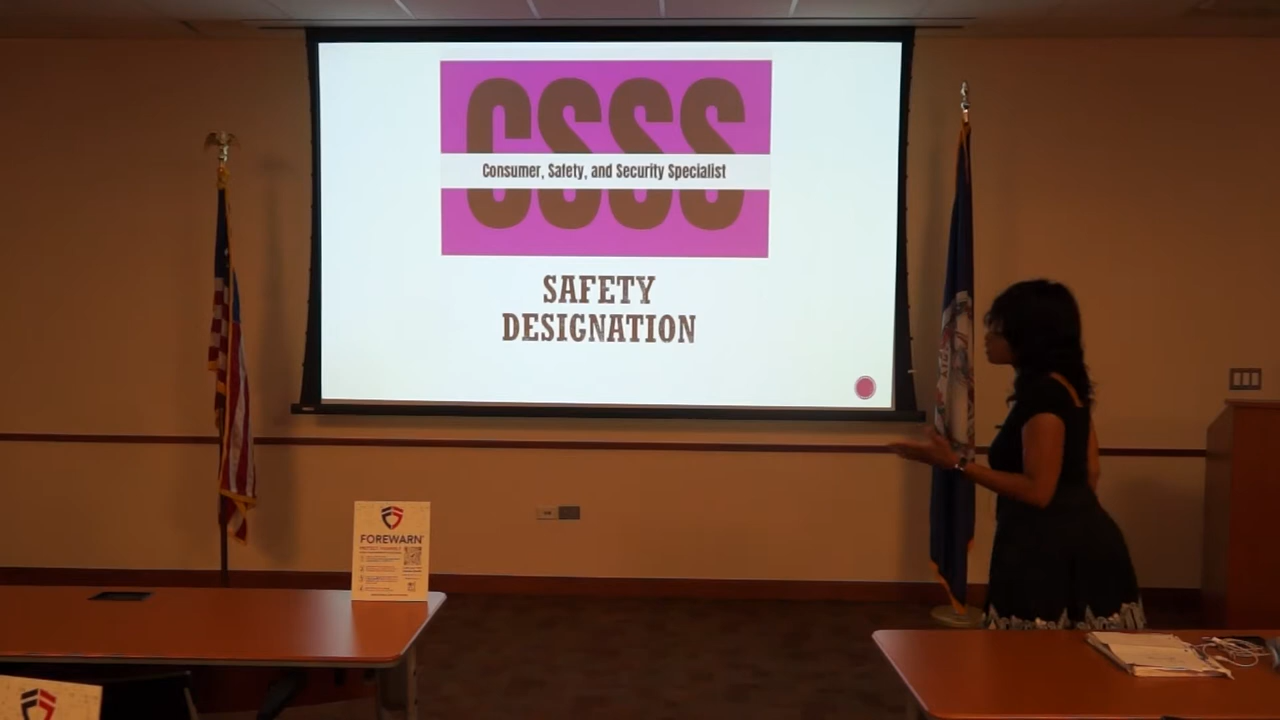 CSSS
Consumer, Safety, and Security Specialist
SAFETY
DESIGNATION
FOREWARN